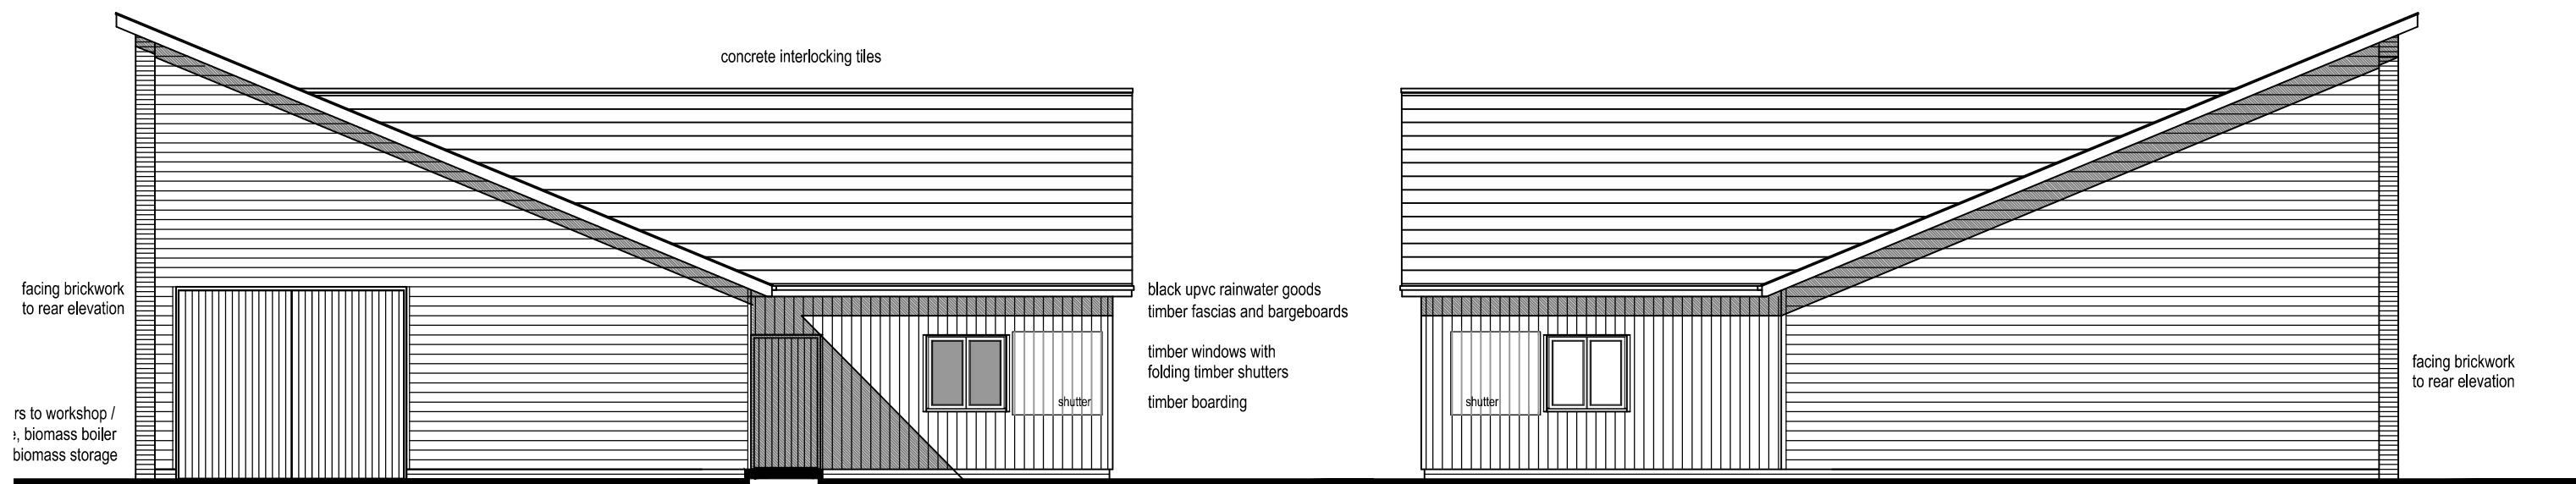 concrete interlocking tiles
facing brickwork
to rear elevation
rs to workshop /
, biomass boiler
biomass storage
shutter
black upvc rainwater goods
timber fascias and bargeboards
timber windows with
folding timber shutters
timber boarding
shutter
facing brickwork
to rear elevation